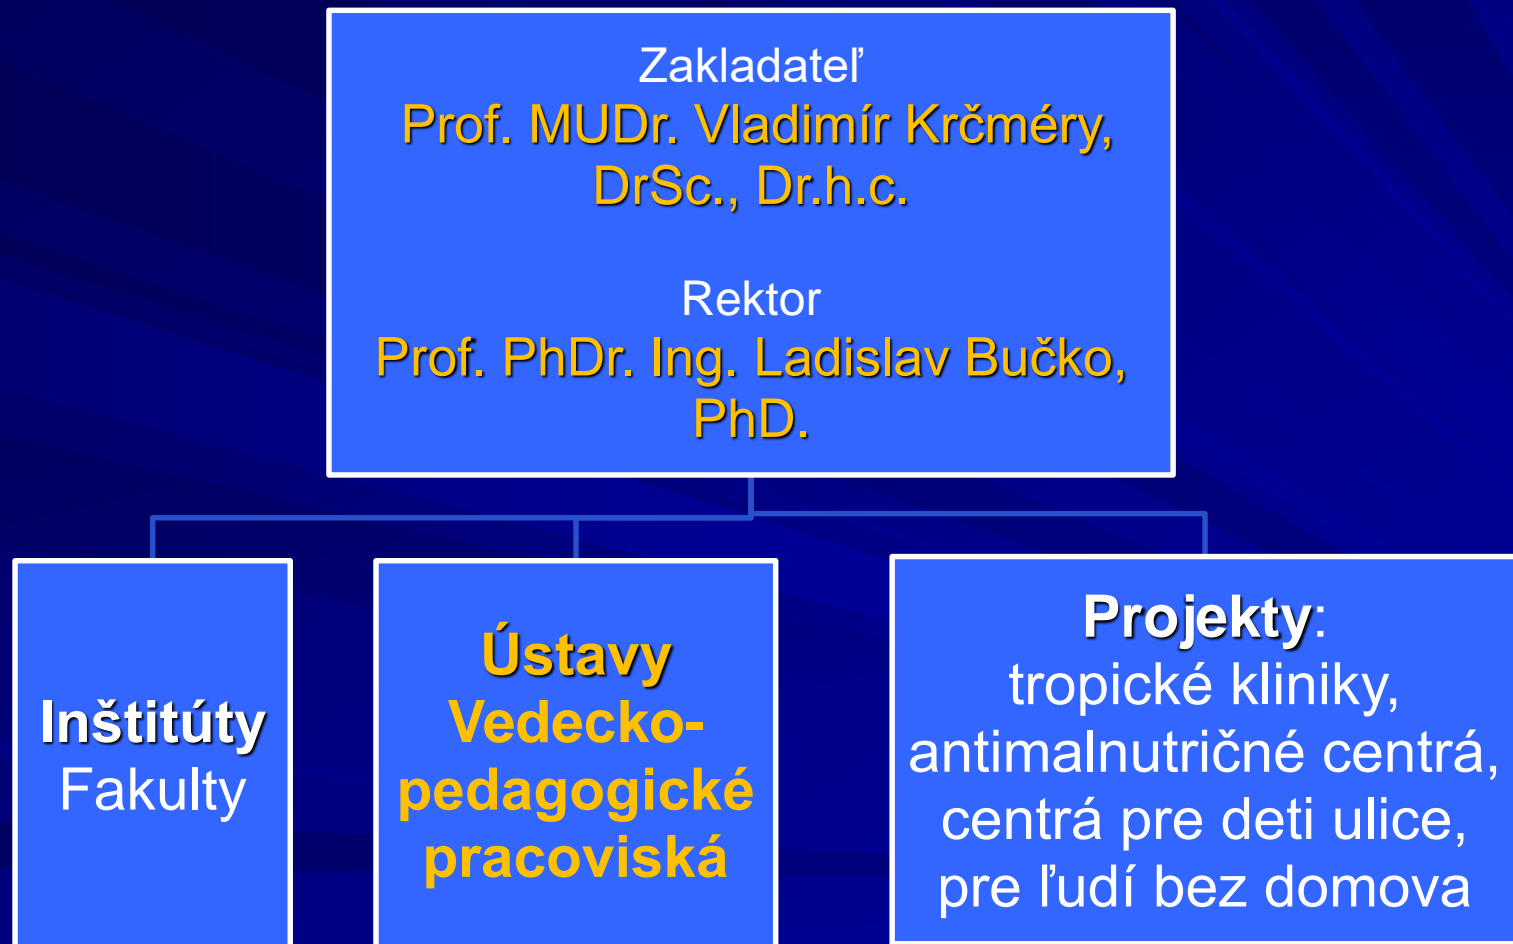 Zakladateľ
Prof. MUDr. Vladimír Krčméry,
DrSc., Dr.h.c.
Rektor
Prof. PhDr. Ing. Ladislav Bučko,
PhD.
Inštitúty
Fakulty
Ústavy
Vedecko-
pedagogické
pracoviská
Projekty:
tropické kliniky,
antimalnutričné centrá,
centrá pre deti ulice,
pre ľudí bez domova